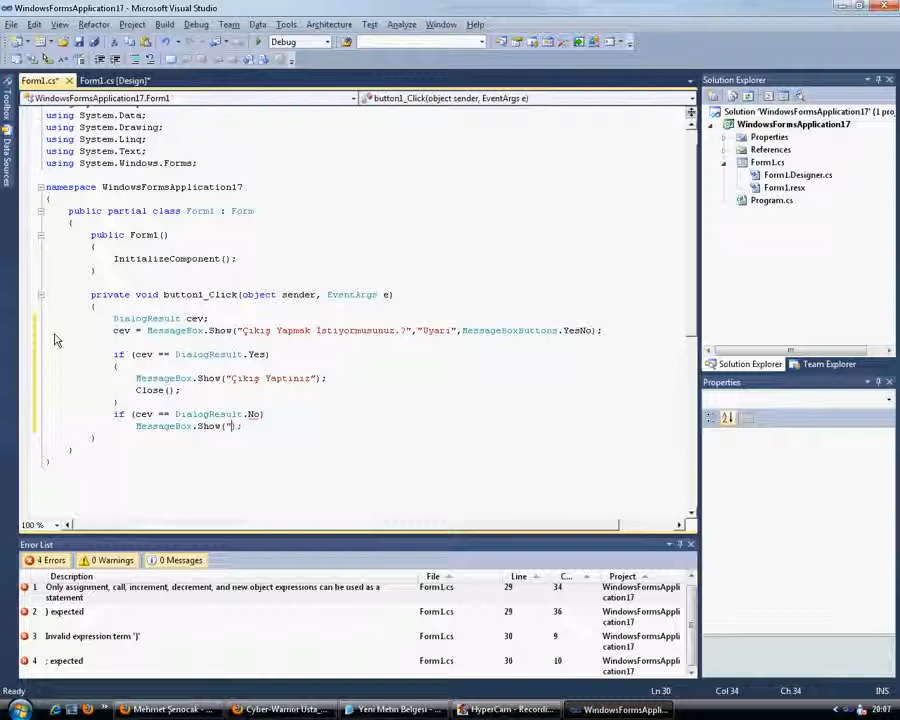 WindowsFormsApplication17 - Microsoft Visual Studio
File Edit View Refactor Project Build Debug Team Data Tools Architecture Test Analyze Window Help
Debug
Form1.cs* Form1.cs [Design]*
WindowsFormsApplication17.Form1 button1_Click(object sender, EventArgs e)
Toolbox
Data Sources
using System.Data;
using System.Drawing;
using System.Linq;
using System.Text;
using System.Windows.Forms;
namespace WindowsFormsApplication17
{
public partial class Form1 : Form
{
public Form1()
{
InitializeComponent();
}
private void button1_Click(object sender, EventArgs e)
{
DialogResult cev;
cev = MessageBox.Show("Çıkış Yapmak İstiyormusunuz.?","Uyarı",MessageBoxButtons.YesNo);
if (cev == DialogResult.Yes)
{
MessageBox.Show("Çıkış Yaptınız");
Close();
}
if (cev == DialogResult.No)
MessageBox.Show(");
}
}
}
100 %
Solution Explorer
Solution 'WindowsFormsApplication17' (1 pro
WindowsFormsApplication17
Properties
References
Form1.cs
Form1.Designer.cs
Form1.resx
Program.cs
Solution Explorer Team Explorer
Properties
Error List
4 Errors 0 Warnings 0 Messages
Description File Line C... Project
1 Only assignment, call, increment, decrement, and new object expressions can be used as a statement Form1.cs 29 34 WindowsFormsApplication17
2 ) expected Form1.cs 29 36 WindowsFormsApplication17
3 Invalid expression term '}' Form1.cs 30 9 WindowsFormsApplication17
4 ; expected Form1.cs 30 10 WindowsFormsApplication17
Ready Ln 30 Col 34 Ch 34 INS
Mehmet Şenocak - ... Cyber-Warrior Usta_... Yeni Metin Belgesi - ... HyperCam - Recordi... WindowsFormsAppli... 20:07